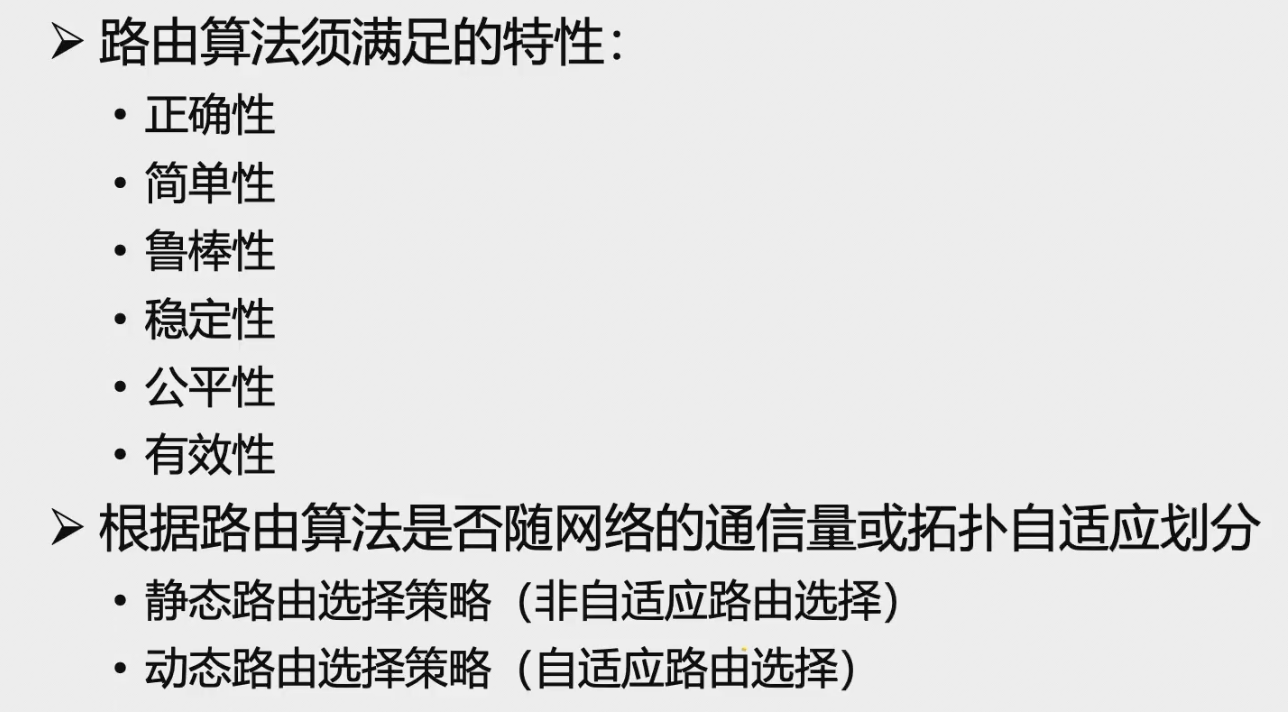 ➢ 路由算法须满足的特性：
• 正确性
• 简单性
• 鲁棒性
• 稳定性
• 公平性
• 有效性
➢ 根据路由算法是否随网络的通信量或拓扑自适应划分
• 静态路由选择策略（非自适应路由选择）
• 动态路由选择策略（自适应路由选择）